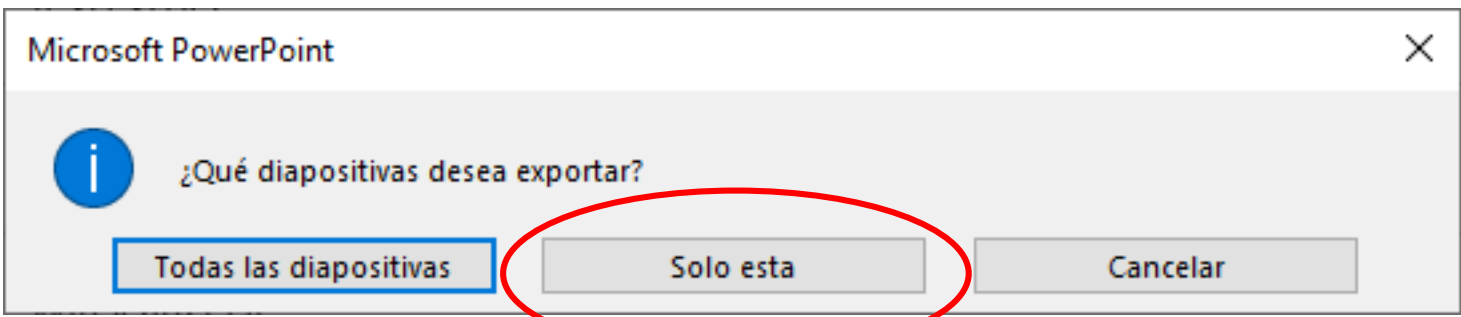 Microsoft PowerPoint
¿Qué diapositivas desea exportar?
Todas las diapositivas
Solo esta
Cancelar